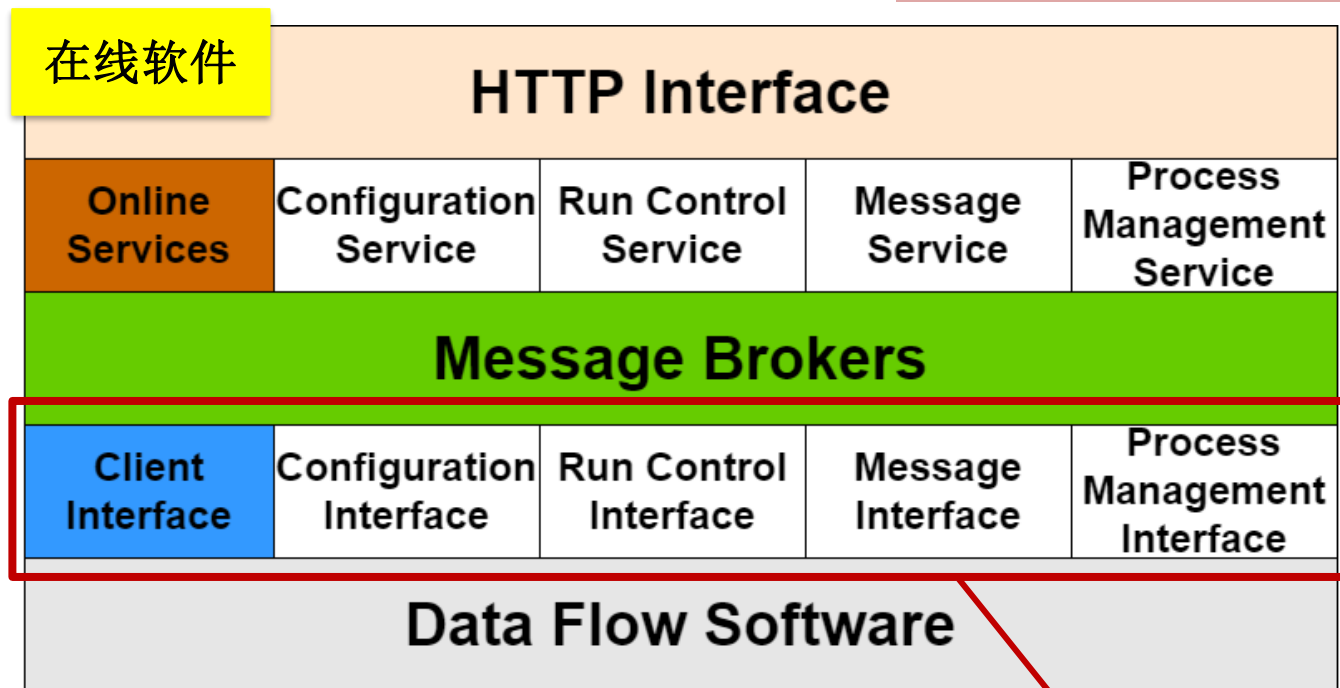 在线软件
HTTP Interface
Online
Services
Configuration
Service
Run Control
Service
Message
Service
Process
Management
Service
Message Brokers
Client
Interface
Configuration
Interface
Run Control
Interface
Message
Interface
Process
Management
Interface
Data Flow Software